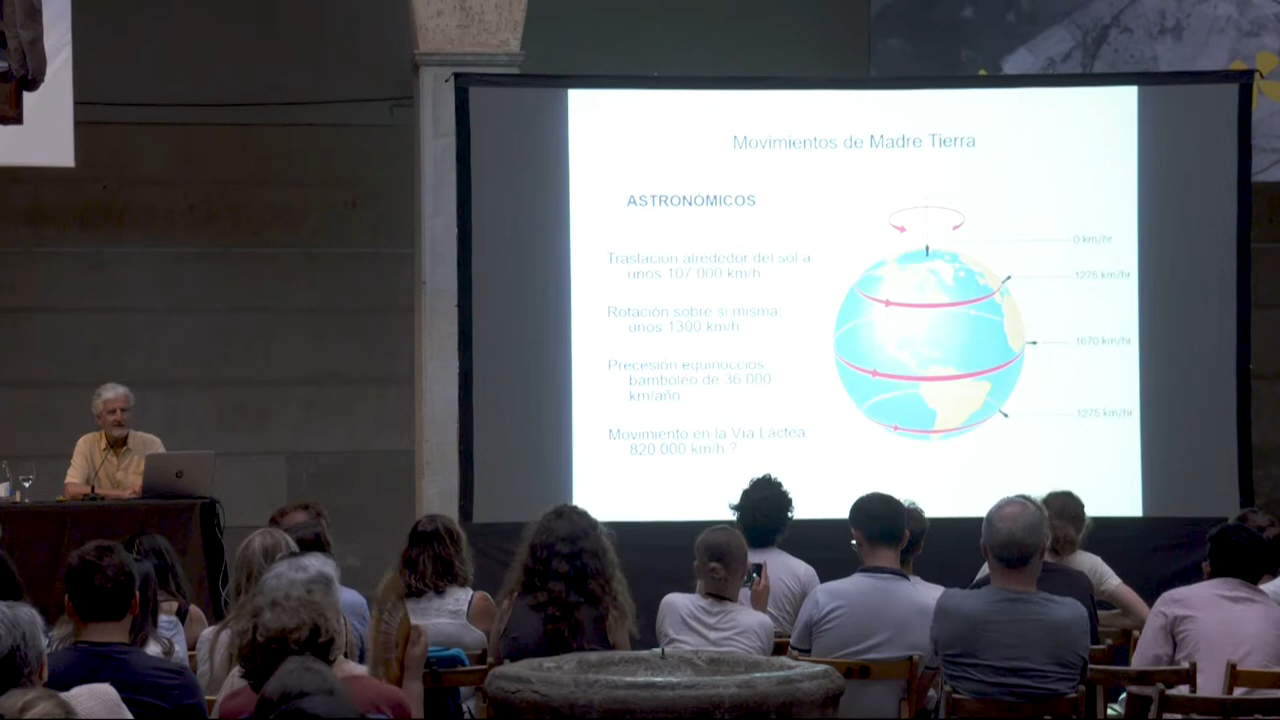 Movimientos de Madre Tierra
ASTRONÓMICOS
Traslación alrededor del sol a
unos 107.000 km/h
Rotación sobre si misma:
unos 1300 km/h
Precesión equinoccios
bamboleo de 36.000
km/año
Movimiento en la Vía Láctea:
820.000 km/h ?
0 km/hr
1275 km/hr
1670 km/hr
1275 km/hr